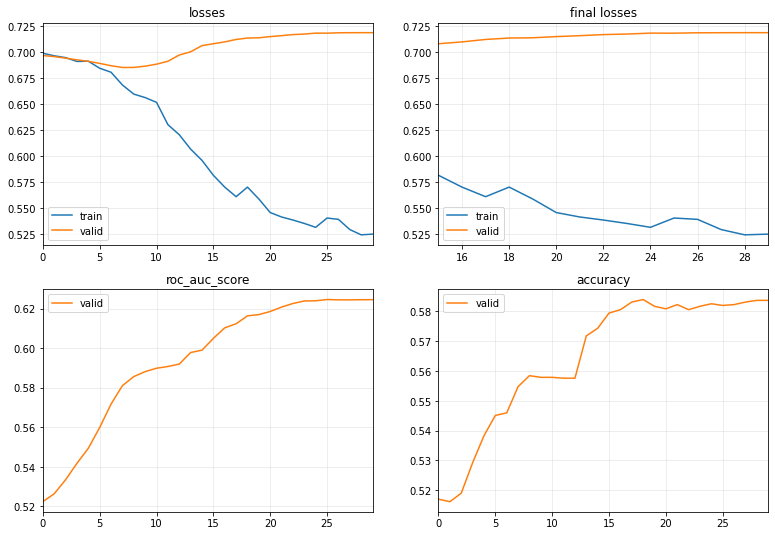 losses
0.725
0.700
0.675
0.650
0.625
0.600
0.575
0.550
0.525
train
valid
0 5 10 15 20 25
final losses
0.725
0.700
0.675
0.650
0.625
0.600
0.575
0.550
0.525
train
valid
16 18 20 22 24 26 28
roc_auc_score
valid
0.62
0.60
0.58
0.56
0.54
0.52
0 5 10 15 20 25
accuracy
valid
0.58
0.57
0.56
0.55
0.54
0.53
0.52
0 5 10 15 20 25